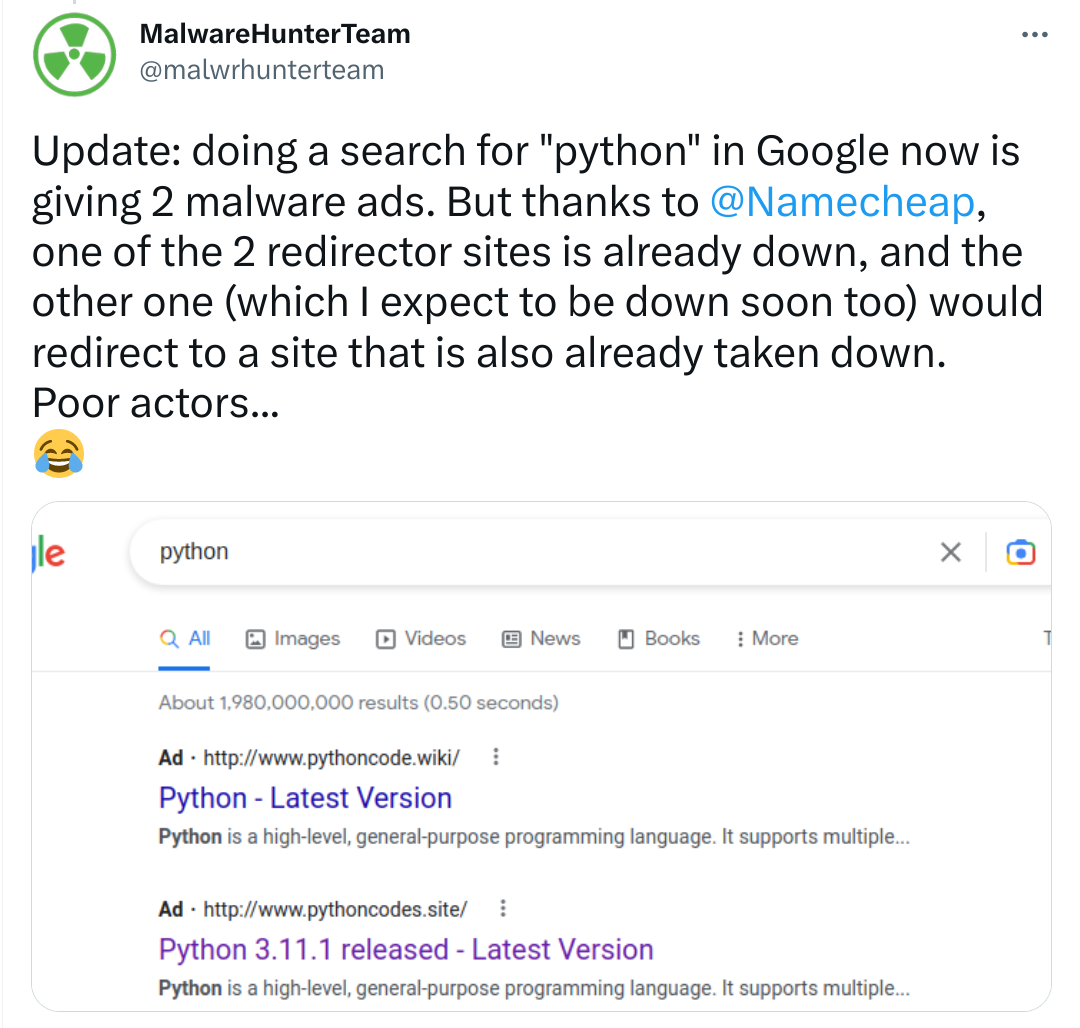 MalwareHunterTeam
@malwrhunterteam
Update: doing a search for "python" in Google now is
giving 2 malware ads. But thanks to @Namecheap,
one of the 2 redirector sites is already down, and the
other one (which I expect to be down soon too) would
redirect to a site that is also already taken down.
Poor actors...
😂
gle
python
All Images Videos News Books More T
About 1,980,000,000 results (0.50 seconds)
Ad · http://www.pythoncode.wiki/
Python - Latest Version
Python is a high-level, general-purpose programming language. It supports multiple...
Ad · http://www.pythoncodes.site/
Python 3.11.1 released - Latest Version
Python is a high-level, general-purpose programming language. It supports multiple...